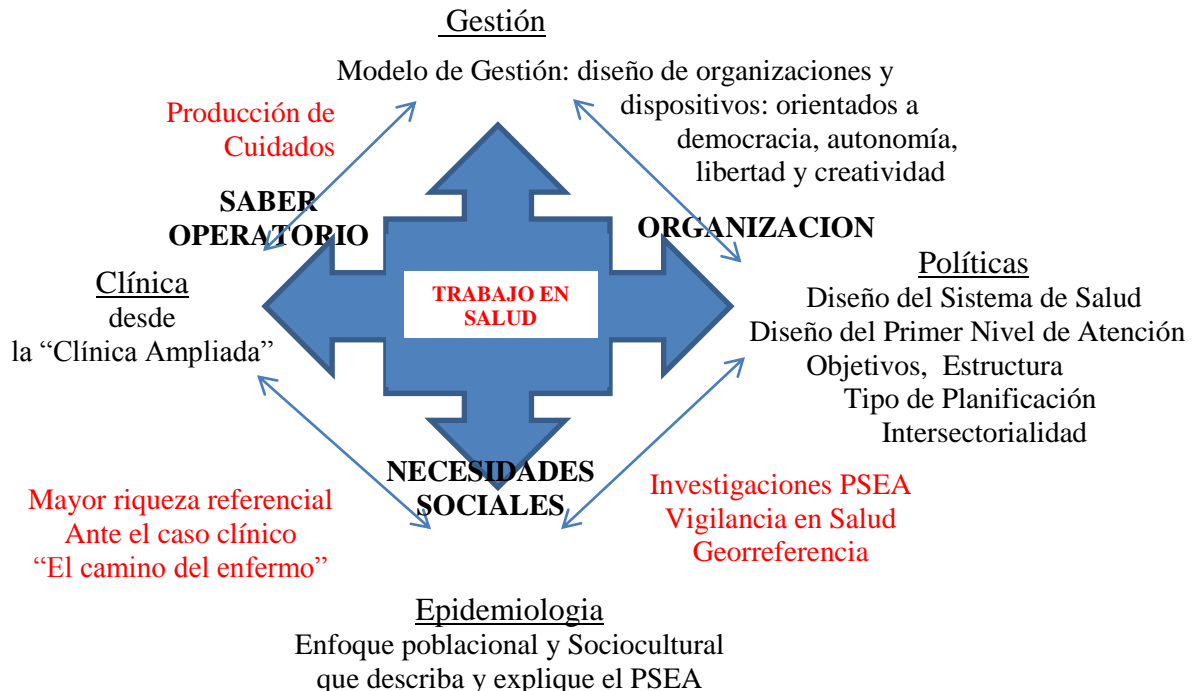 Gestión
Modelo de Gestión: diseño de organizaciones y
dispositivos: orientados a
democracia, autonomía,
libertad y creatividad
Producción de
Cuidados
SABER
OPERATORIO
ORGANIZACION
Clínica
desde
la “Clínica Ampliada”
TRABAJO EN
SALUD
Políticas
Diseño del Sistema de Salud
Diseño del Primer Nivel de Atención
Objetivos, Estructura
Tipo de Planificación
Intersectorialidad
NECESIDADES
SOCIALES
Mayor riqueza referencial
Ante el caso clínico
“El camino del enfermo”
Investigaciones PSEA
Vigilancia en Salud
Georreferencia
Epidemiologia
Enfoque poblacional y Sociocultural
que describa y explique el PSEA